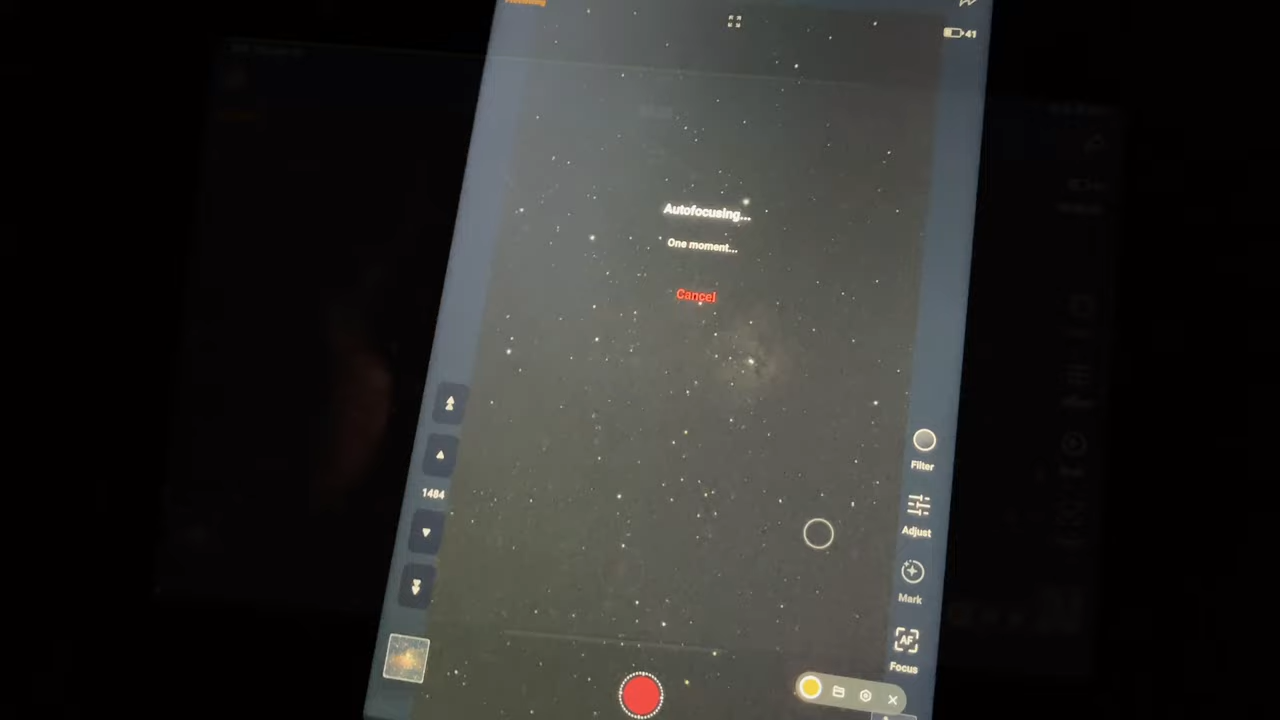 41
Autofocusing...
One moment...
Cancel
Filter
1484
Adjust
Mark
AF
Focus